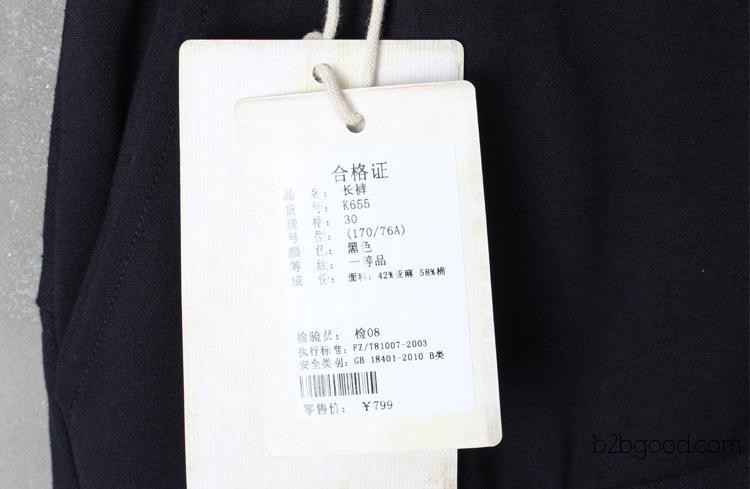 合格证
品 名： 长裤
货 号： K655
规 格： 30
号 型： (170/76A)
颜 色： 黑色
等 级： 一等品
成 份： 面料：42%亚麻 58%棉
检验员： 检08
执行标准：FZ/T81007-2003
安全类别：GB 18401-2010 B类
零售价： ￥799
b2bgood.com